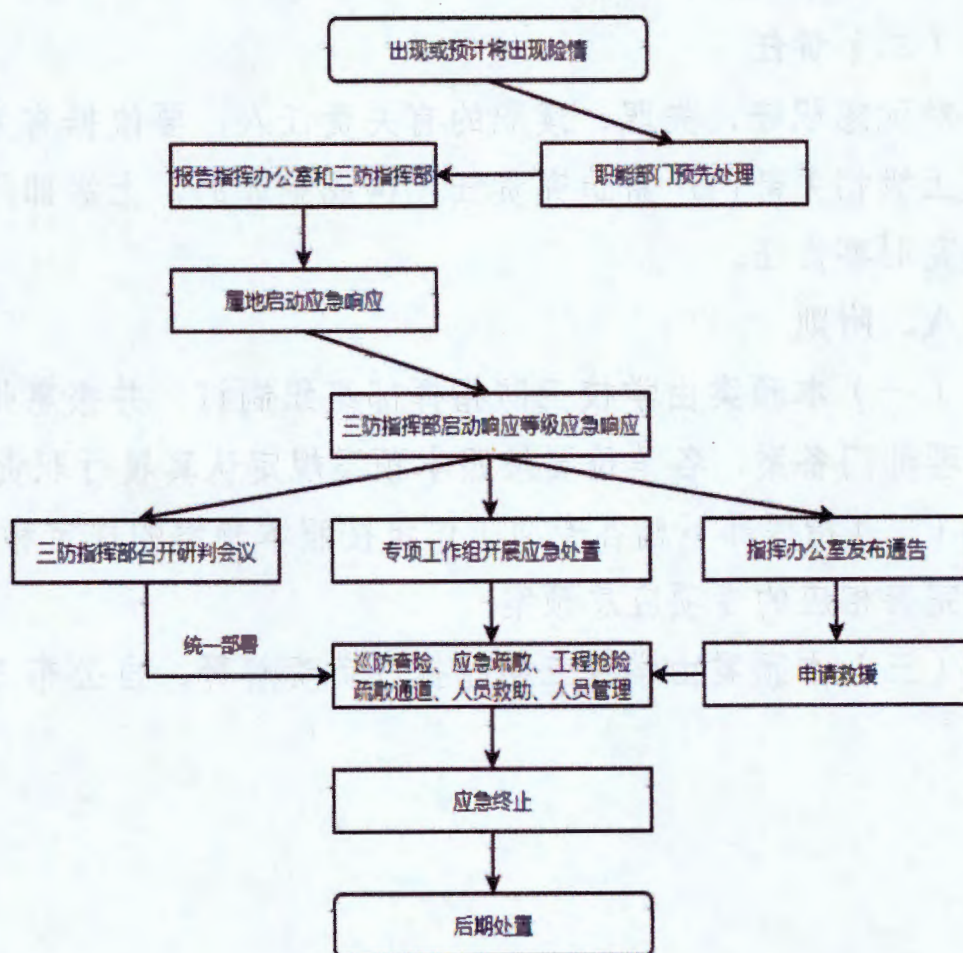 出现或预计将出现险情
报告指挥办公室和三防指挥部
职能部门预先处理
属地启动应急响应
三防指挥部启动响应等级应急响应
三防指挥部召开研判会议
专项工作组开展应急处置
指挥办公室发布通告
统一部署
巡防查险、应急疏散、工程抢险
疏散通道、人员救助、人员管理
申请救援
应急终止
后期处置